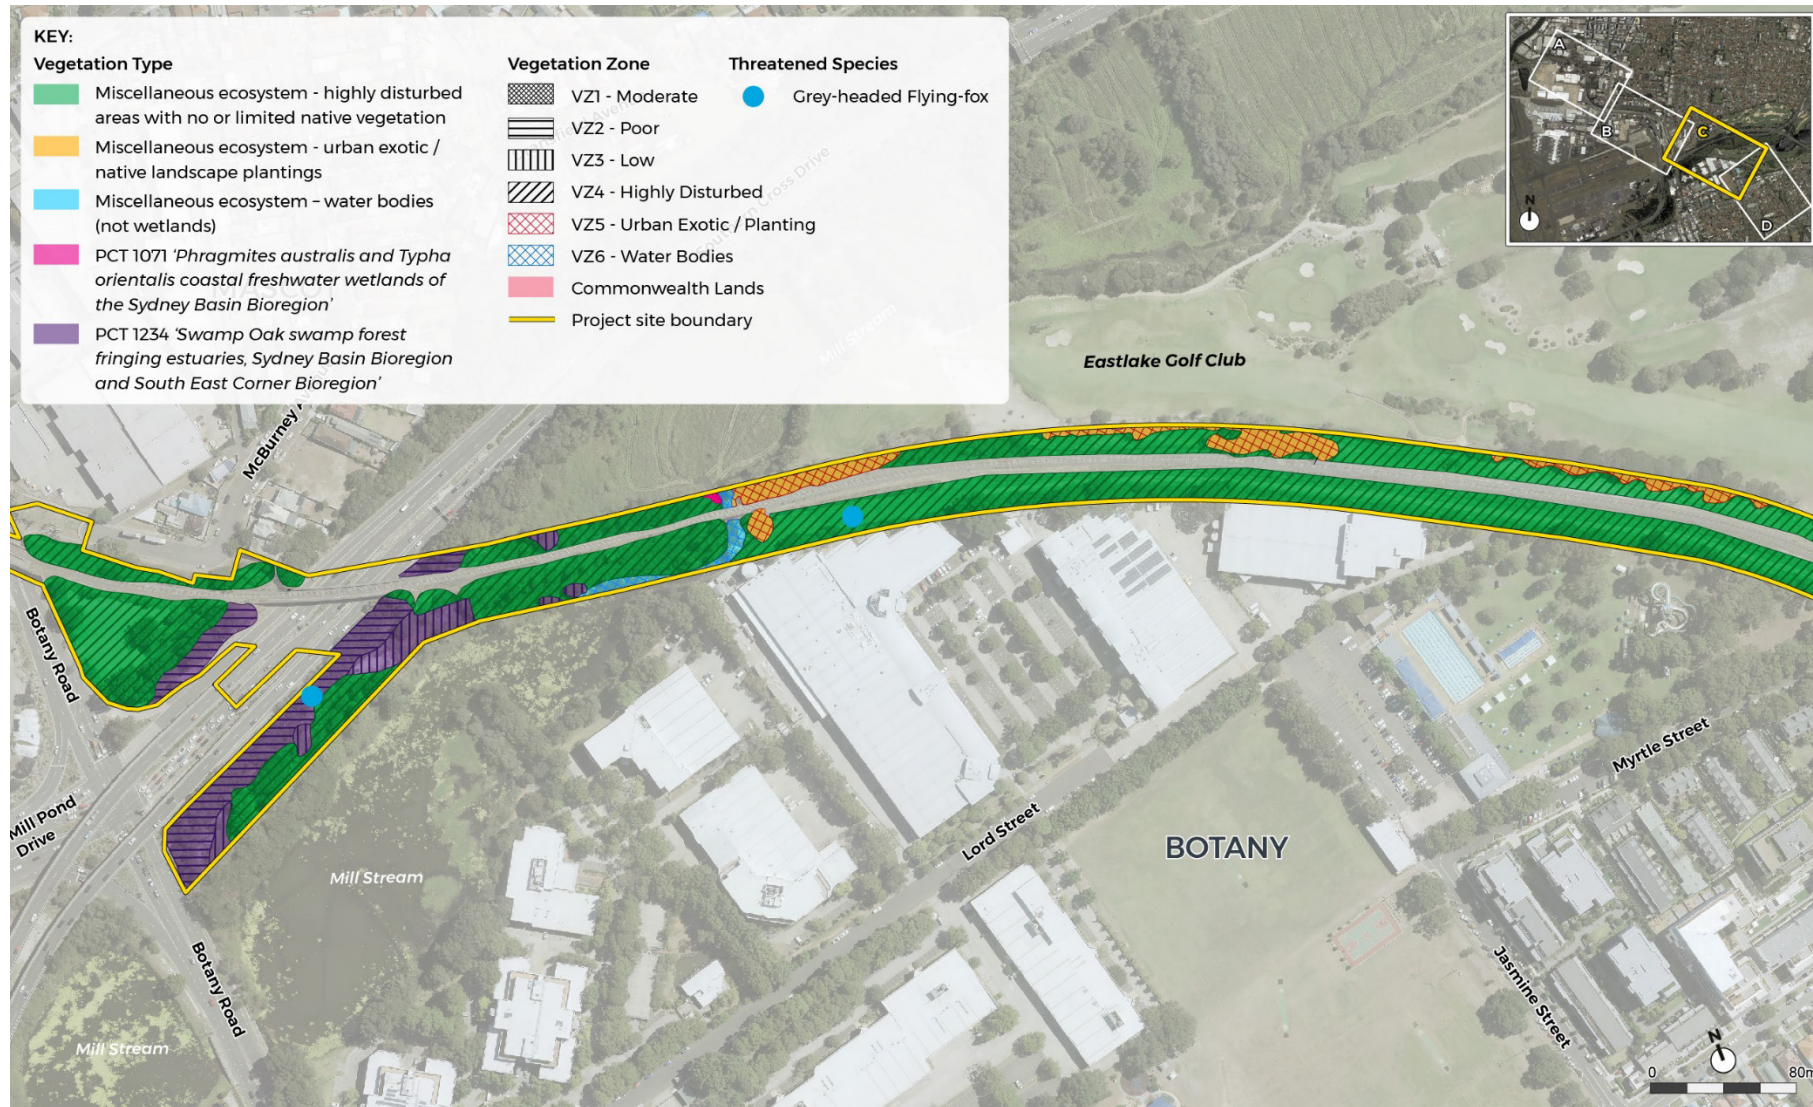 KEY:
Vegetation Type
Miscellaneous ecosystem - highly disturbed
areas with no or limited native vegetation
Miscellaneous ecosystem - urban exotic /
native landscape plantings
Miscellaneous ecosystem – water bodies
(not wetlands)
PCT 1071 ‘Phragmites australis and Typha
orientalis coastal freshwater wetlands of
the Sydney Basin Bioregion’
PCT 1234 ‘Swamp Oak swamp forest
fringing estuaries, Sydney Basin Bioregion
and South East Corner Bioregion’
Vegetation Zone
VZ1 - Moderate
VZ2 - Poor
VZ3 - Low
VZ4 - Highly Disturbed
VZ5 - Urban Exotic / Planting
VZ6 - Water Bodies
Commonwealth Lands
Project site boundary
Threatened Species
Grey-headed Flying-fox
A
B
C
D
N
Southern Cross Drive
MASCOT
Mill Stream
Eastlake Golf Club
McBurney
Botany Road
Mill Pond
Drive
Mill Stream
Botany Road
Mill Stream
Lord Street
BOTANY
Myrtle Street
Jasmine Street
N
0 80m